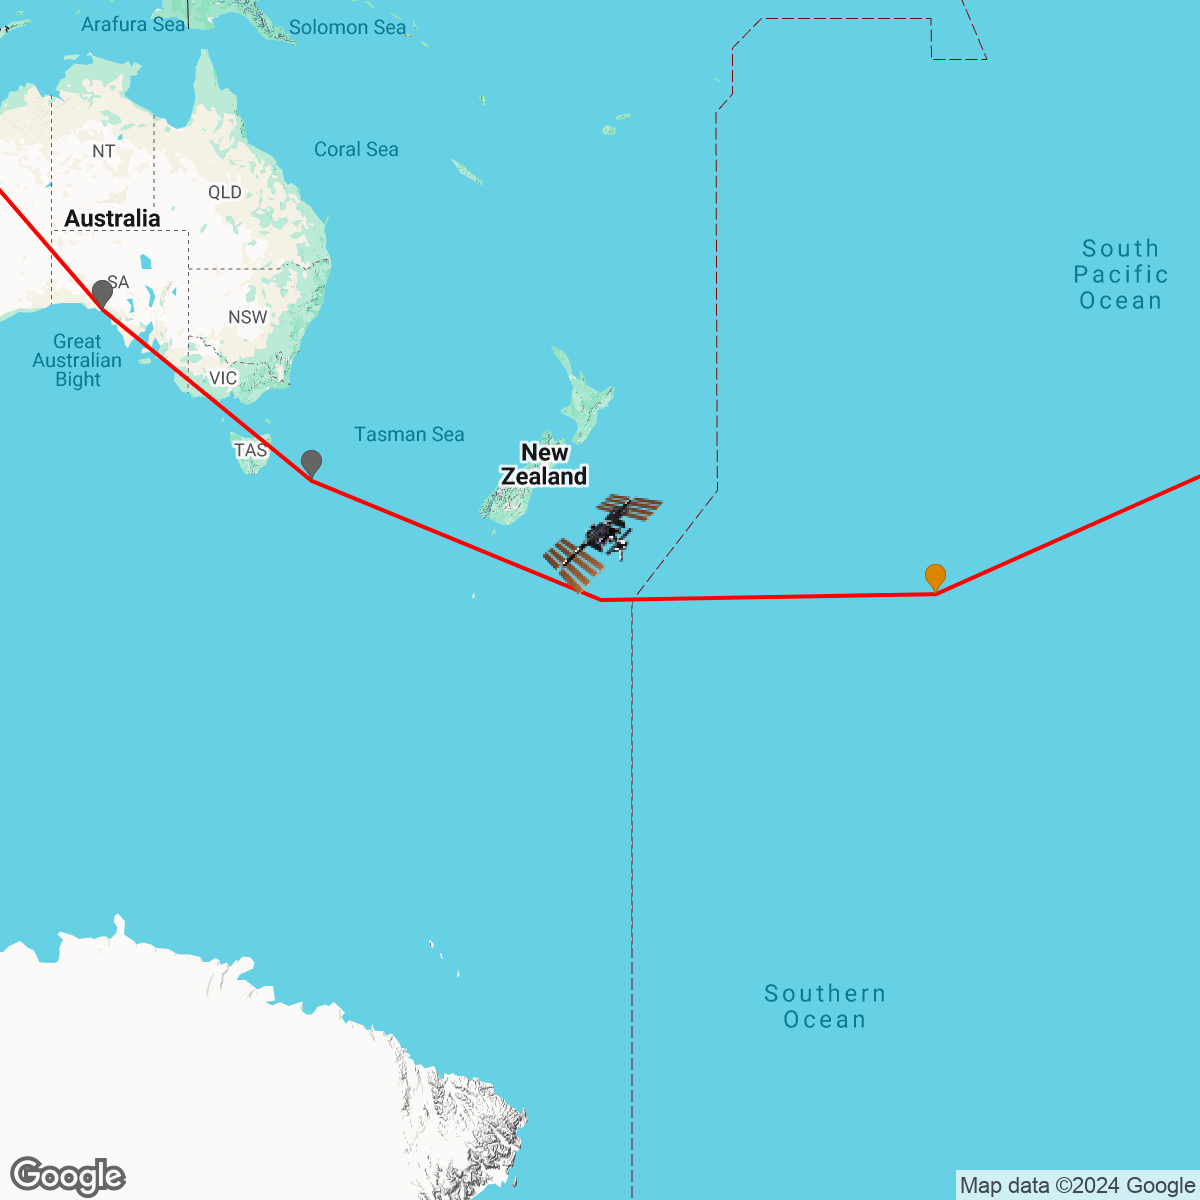 Arafura Sea
Solomon Sea
NT
Coral Sea
QLD
Australia
South
Pacific
Ocean
SA
NSW
Great
Australian
Bight
VIC
Tasman Sea
TAS
New
Zealand
Southern
Ocean
Google
Map data ©2024 Google